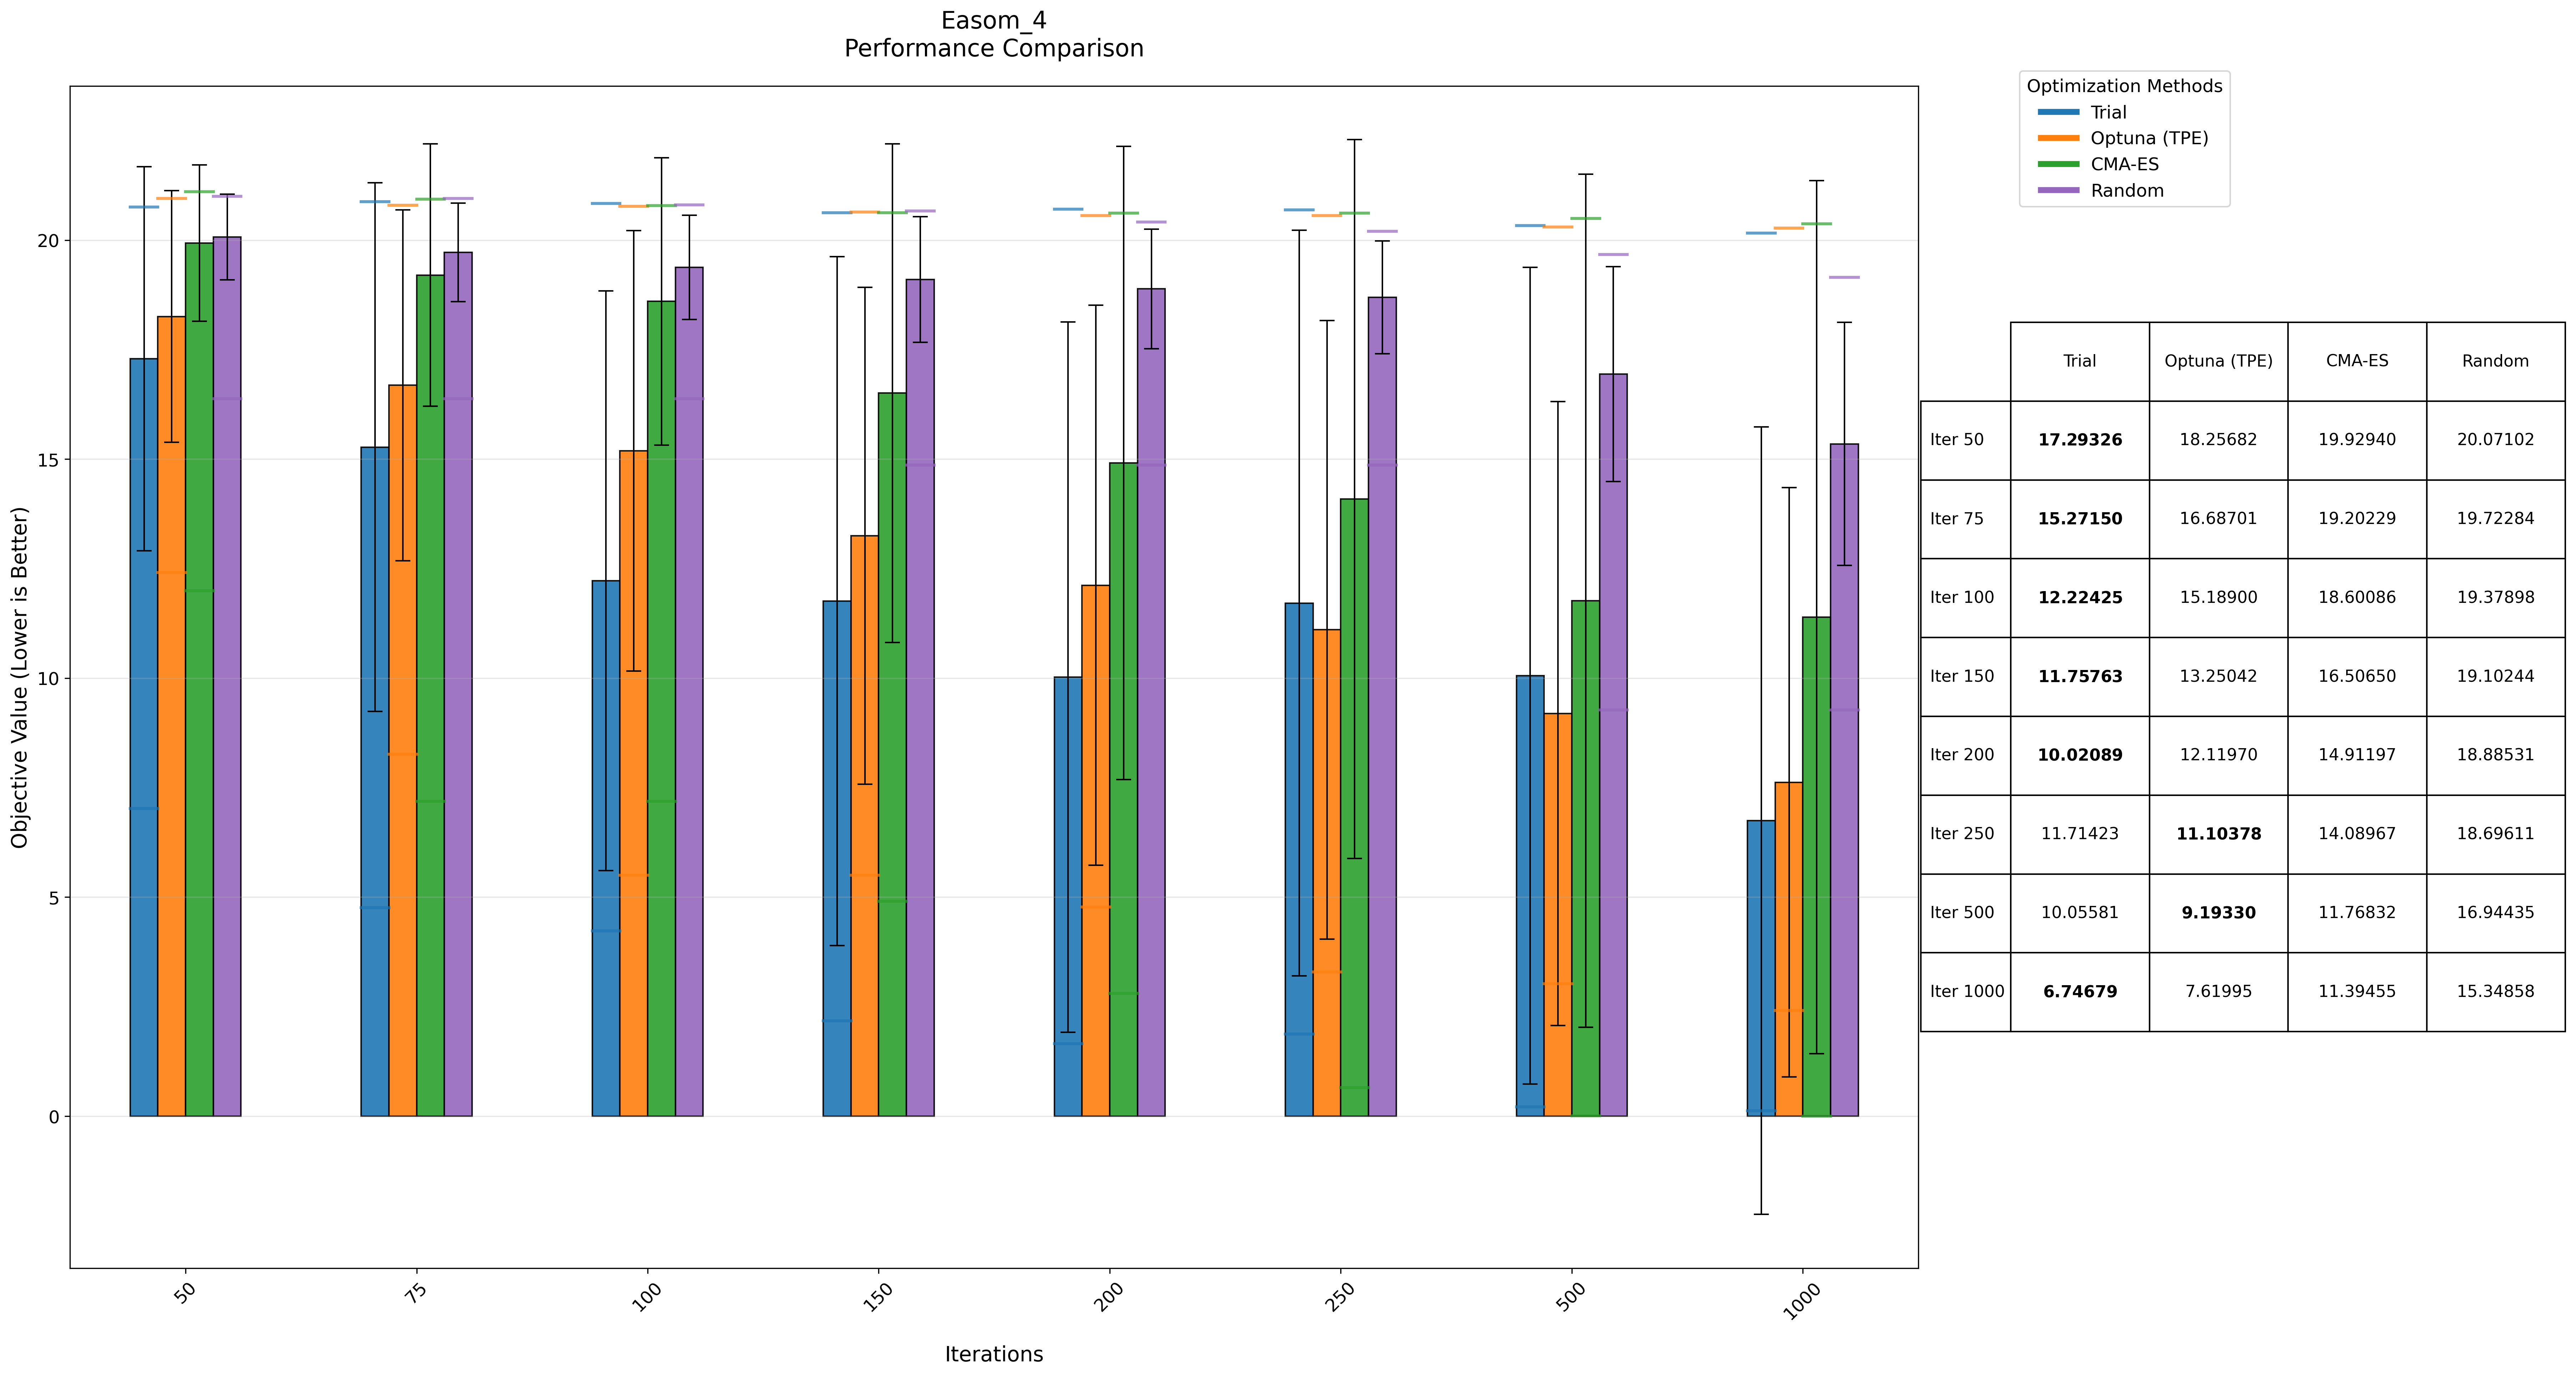 Easom_4
Performance Comparison
Objective Value (Lower is Better)
20
15
10
5
0
50
75
100
150
200
250
500
1000
Iterations
Optimization Methods
Trial
Optuna (TPE)
CMA-ES
Random
Trial Optuna (TPE) CMA-ES Random
Iter 50 17.29326 18.25682 19.92940 20.07102
Iter 75 15.27150 16.68701 19.20229 19.72284
Iter 100 12.22425 15.18900 18.60086 19.37898
Iter 150 11.75763 13.25042 16.50650 19.10244
Iter 200 10.02089 12.11970 14.91197 18.88531
Iter 250 11.71423 11.10378 14.08967 18.69611
Iter 500 10.05581 9.19330 11.76832 16.94435
Iter 1000 6.74679 7.61995 11.39455 15.34858